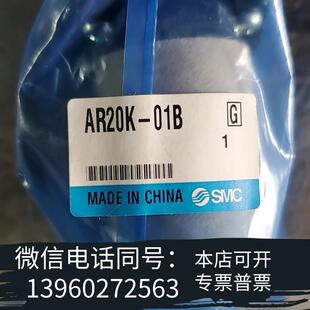 AR20K-01B
G
1
MADE IN CHINA SMC
微信电话同号：
13960272563
本店可开
专票普票